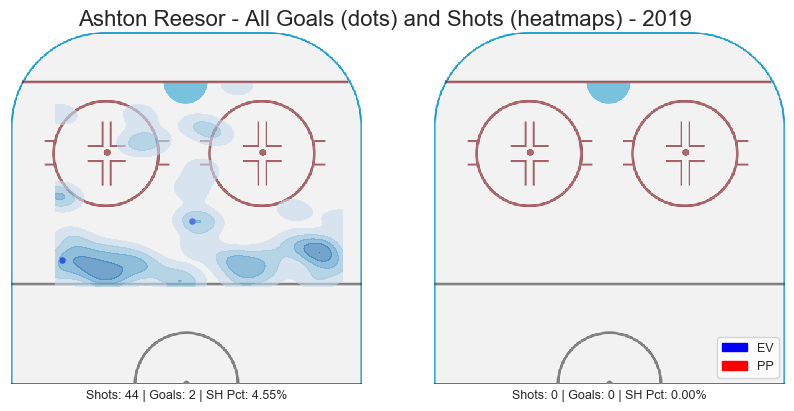 Ashton Reesor - All Goals (dots) and Shots (heatmaps) - 2019
EV
PP
Shots: 44 | Goals: 2 | SH Pct: 4.55%
Shots: 0 | Goals: 0 | SH Pct: 0.00%